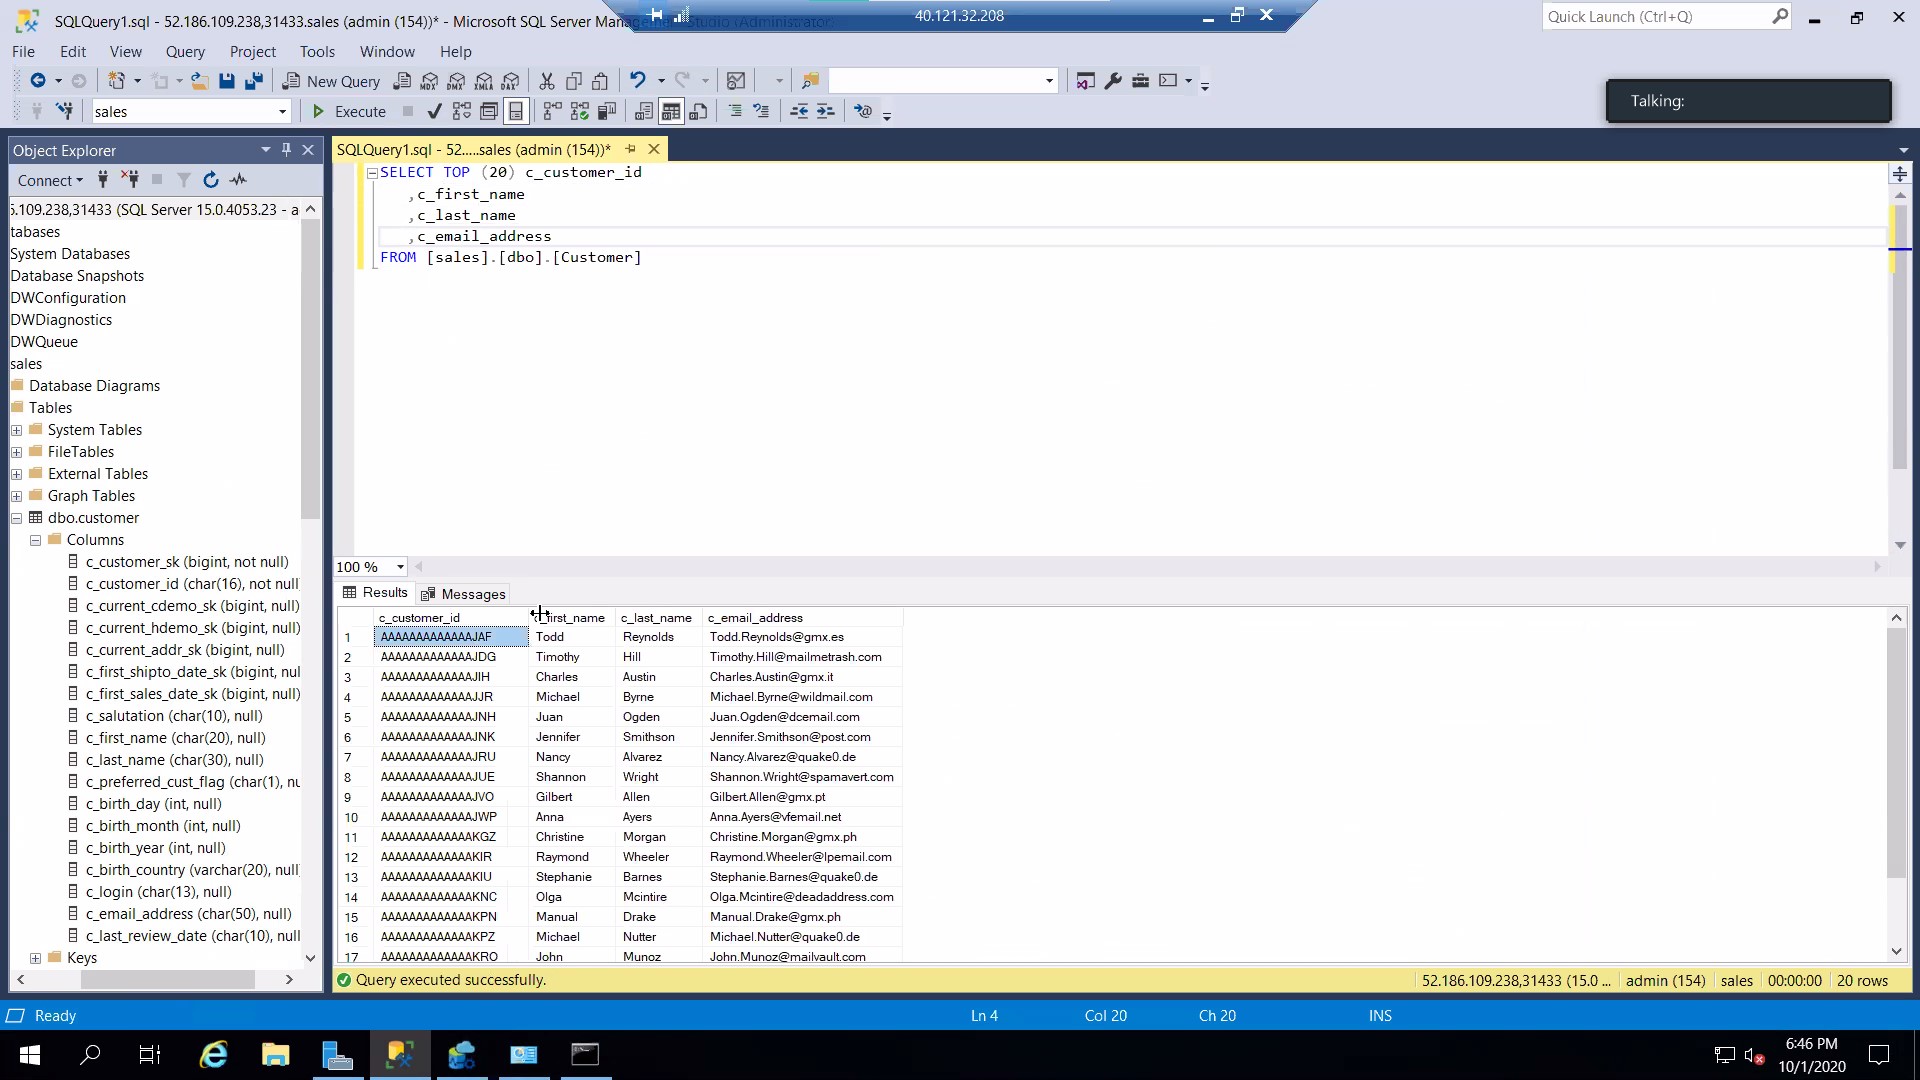 SQLQuery1.sql - 52.186.109.238,31433.sales (admin (154))* - Microsoft SQL Server Management Studio (Administrator)
40.121.32.208
Quick Launch (Ctrl+Q)
File Edit View Query Project Tools Window Help
New Query
MDX DMX XMLA DAX
Talking:
sales
Execute
Object Explorer
SQLQuery1.sql - 52.....sales (admin (154))*
Connect
5.109.238,31433 (SQL Server 15.0.4053.23 - a
tabases
System Databases
Database Snapshots
DWConfiguration
DWDiagnostics
DWQueue
sales
Database Diagrams
Tables
System Tables
FileTables
External Tables
Graph Tables
dbo.customer
Columns
c_customer_sk (bigint, not null)
c_customer_id (char(16), not null
c_current_cdemo_sk (bigint, null)
c_current_hdemo_sk (bigint, null)
c_current_addr_sk (bigint, null)
c_first_shipto_date_sk (bigint, nul
c_first_sales_date_sk (bigint, null)
c_salutation (char(10), null)
c_first_name (char(20), null)
c_last_name (char(30), null)
c_preferred_cust_flag (char(1), nu
c_birth_day (int, null)
c_birth_month (int, null)
c_birth_year (int, null)
c_birth_country (varchar(20), null)
c_login (char(13), null)
c_email_address (char(50), null)
c_last_review_date (char(10), null
Keys
SELECT TOP (20) c_customer_id
,c_first_name
,c_last_name
,c_email_address
FROM [sales].[dbo].[Customer]
100 %
Results Messages
c_customer_id c_first_name c_last_name c_email_address
1 AAAAAAAAAAAAAJAF Todd Reynolds Todd.Reynolds@gmx.es
2 AAAAAAAAAAAAAJDG Timothy Hill Timothy.Hill@mailmetrash.com
3 AAAAAAAAAAAAAJIH Charles Austin Charles.Austin@gmx.it
4 AAAAAAAAAAAAAJJR Michael Byrne Michael.Byrne@wildmail.com
5 AAAAAAAAAAAAAJNH Juan Ogden Juan.Ogden@dcemail.com
6 AAAAAAAAAAAAAJNK Jennifer Smithson Jennifer.Smithson@post.com
7 AAAAAAAAAAAAAJRU Nancy Alvarez Nancy.Alvarez@quake0.de
8 AAAAAAAAAAAAAJUE Shannon Wright Shannon.Wright@spamavert.com
9 AAAAAAAAAAAAAJVO Gilbert Allen Gilbert.Allen@gmx.pt
10 AAAAAAAAAAAAAJWP Anna Ayers Anna.Ayers@vfemail.net
11 AAAAAAAAAAAAAKGZ Christine Morgan Christine.Morgan@gmx.ph
12 AAAAAAAAAAAAAKIR Raymond Wheeler Raymond.Wheeler@lpemail.com
13 AAAAAAAAAAAAAKIU Stephanie Barnes Stephanie.Barnes@quake0.de
14 AAAAAAAAAAAAAKNC Olga Mcintire Olga.Mcintire@deadaddress.com
15 AAAAAAAAAAAAAKPN Manual Drake Manual.Drake@gmx.ph
16 AAAAAAAAAAAAAKPZ Michael Nutter Michael.Nutter@quake0.de
17 AAAAAAAAAAAAAKRO John Munoz John.Munoz@mailvault.com
Query executed successfully.
52.186.109.238,31433 (15.0 ... admin (154) sales 00:00:00 20 rows
Ready Ln 4 Col 20 Ch 20 INS
6:46 PM
10/1/2020